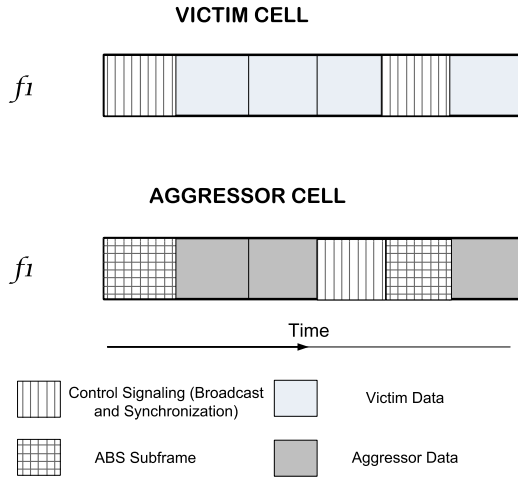 VICTIM CELL
f1
AGGRESSOR CELL
f1
Time
Control Signaling (Broadcast
and Synchronization)
Victim Data
ABS Subframe
Aggressor Data